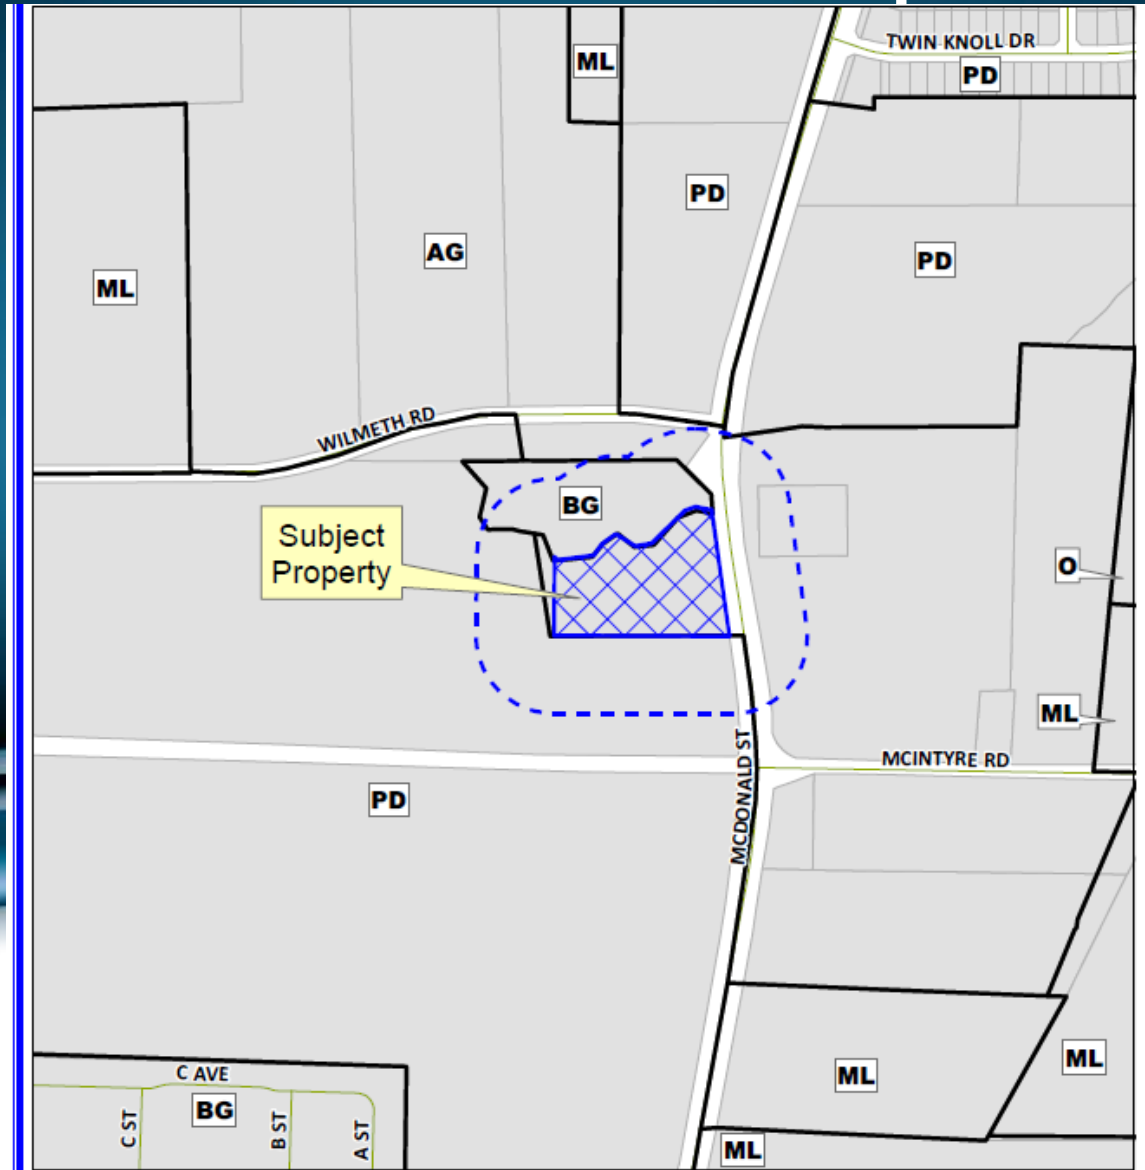 TWIN KNOLL DR
ML
PD
PD
AG
PD
ML
WILMETH RD
BG
Subject
Property
O
ML
MCDONALD ST
MCINTYRE RD
PD
C AVE
BG
C ST
B ST
A ST
ML
ML
ML